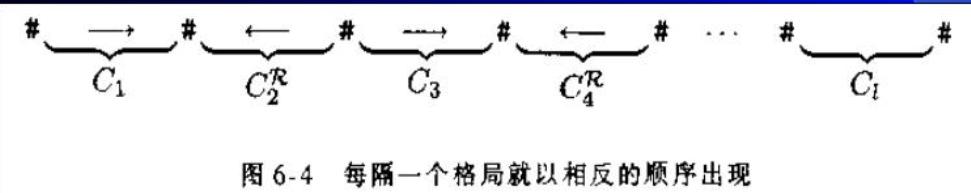 # → # ← # → # ← # ··· # #
C₁ C₂ᴿ C₃ C₄ᴿ Cₗ
图 6-4 每隔一个格局就以相反的顺序出现